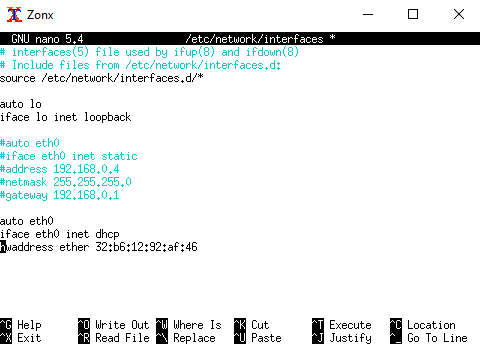 Zonx
GNU nano 5.4 /etc/network/interfaces *
# interfaces(5) file used by ifup(8) and ifdown(8)
# Include files from /etc/network/interfaces.d:
source /etc/network/interfaces.d/*
auto lo
iface lo inet loopback
#auto eth0
#iface eth0 inet static
#address 192.168.0.4
#netmask 255.255.255.0
#gateway 192.168.0.1
auto eth0
iface eth0 inet dhcp
hwaddress ether 32:b6:12:92:af:46
^G Help ^O Write Out ^W Where Is ^K Cut ^T Execute ^C Location
^X Exit ^R Read File ^\ Replace ^U Paste ^J Justify ^_ Go To Line